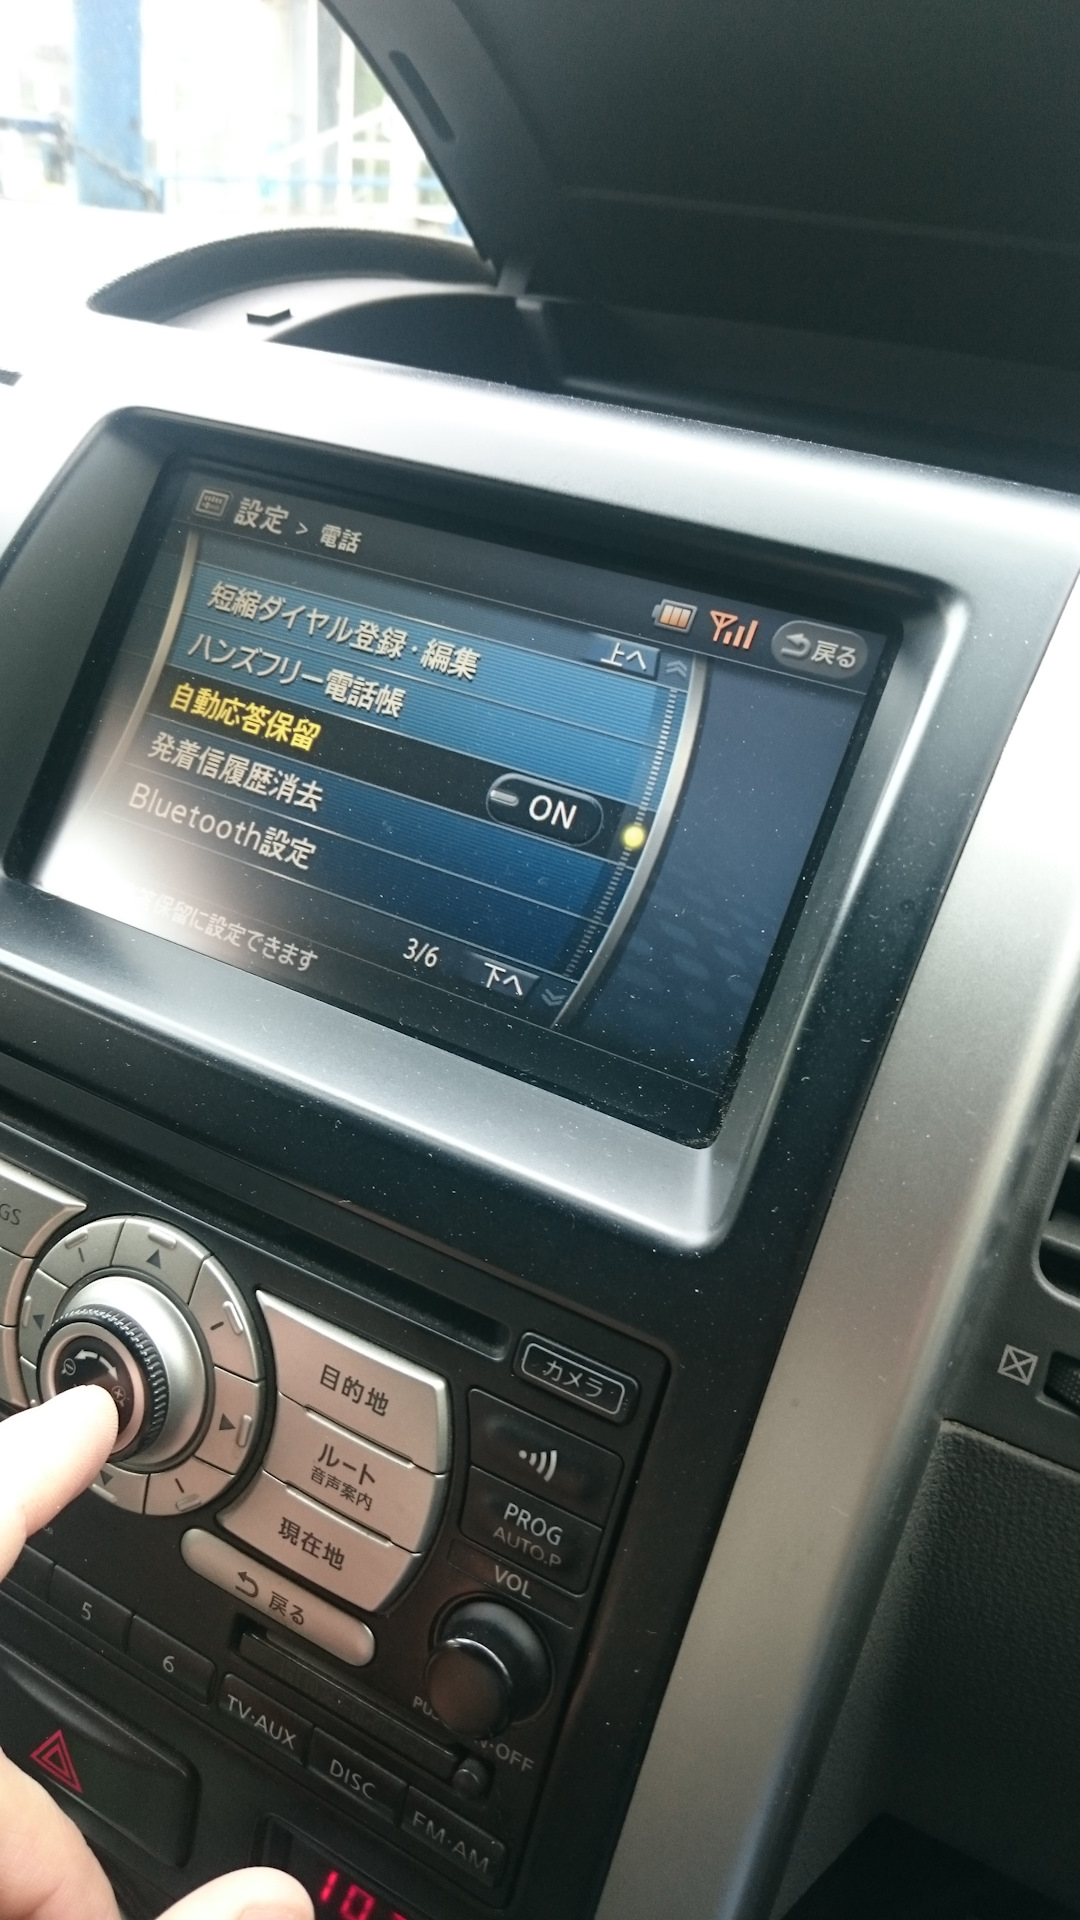 設定 > 電話
戻る
短縮ダイヤル登録・編集
上へ
ハンズフリー電話帳
自動応答保留
ON
発着信履歴消去
Bluetooth設定
保留に設定できます
3/6
下へ
カメラ
目的地
ルート
音声案内
現在地
戻る
PROG
AUTO.P
VOL
5
6
TV・AUX
DISC
FM・AM